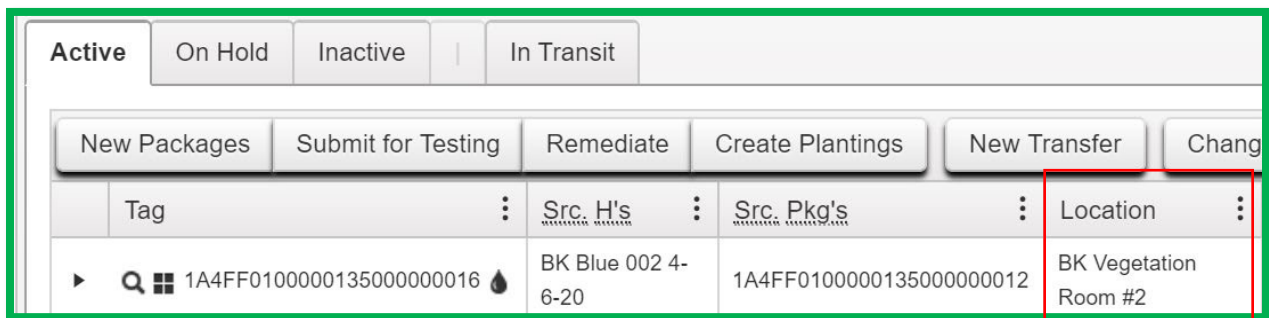 Active On Hold Inactive | In Transit
New Packages Submit for Testing Remediate Create Plantings New Transfer Chang
Tag Src. H's Src. Pkg's Location
1A4FF0100000135000000016 BK Blue 002 4-6-20 1A4FF0100000135000000012 BK Vegetation Room #2